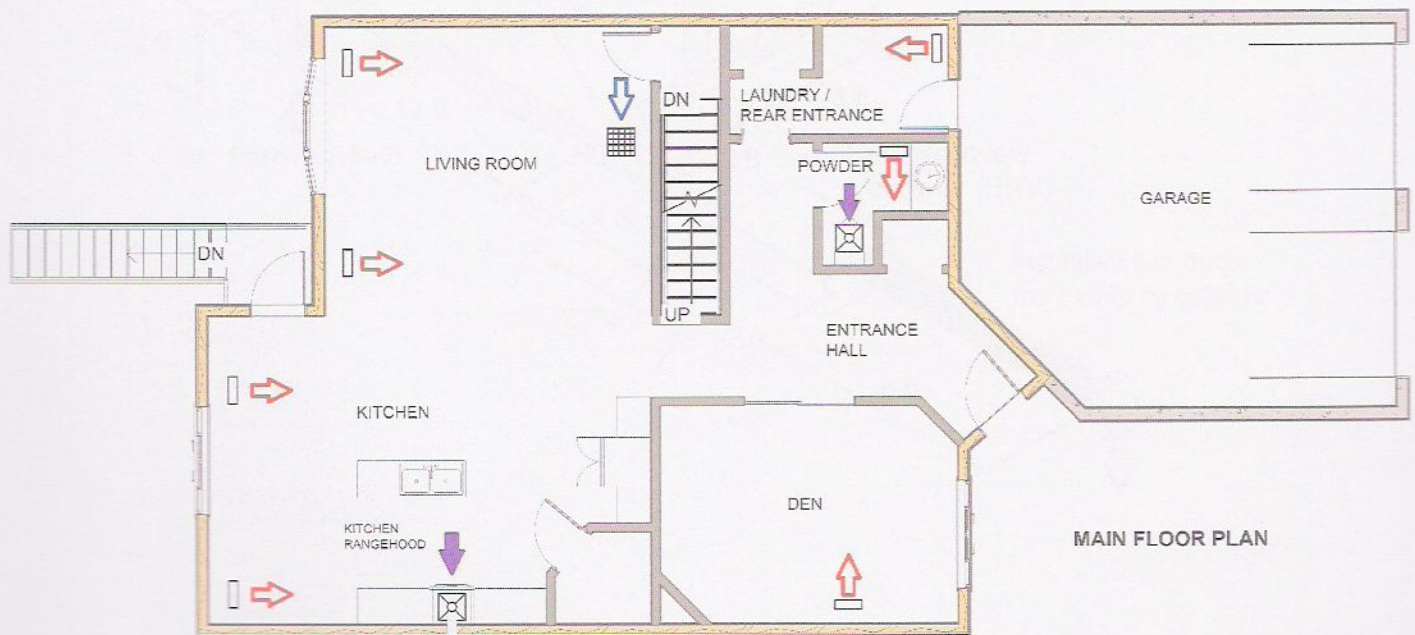 LIVING ROOM
DN
LAUNDRY /
REAR ENTRANCE
POWDER
GARAGE
DN
UP
ENTRANCE
HALL
KITCHEN
KITCHEN
RANGEHOOD
DEN
MAIN FLOOR PLAN